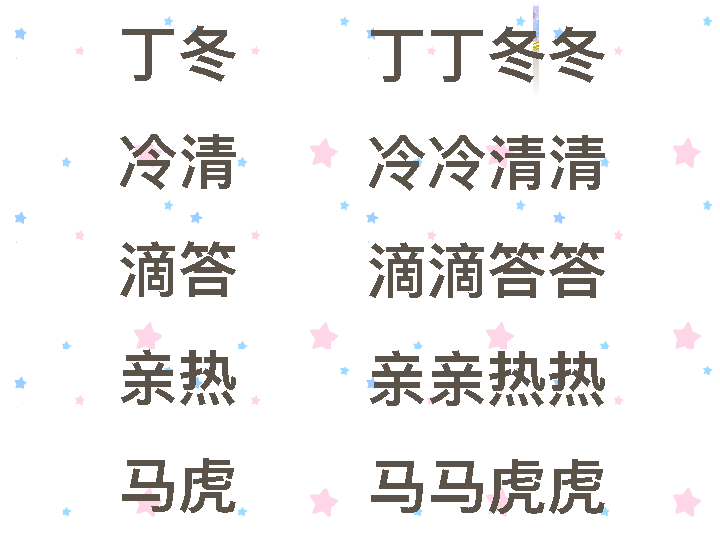 丁冬 丁丁冬冬
冷清 冷冷清清
滴答 滴滴答答
亲热 亲亲热热
马虎 马马虎虎